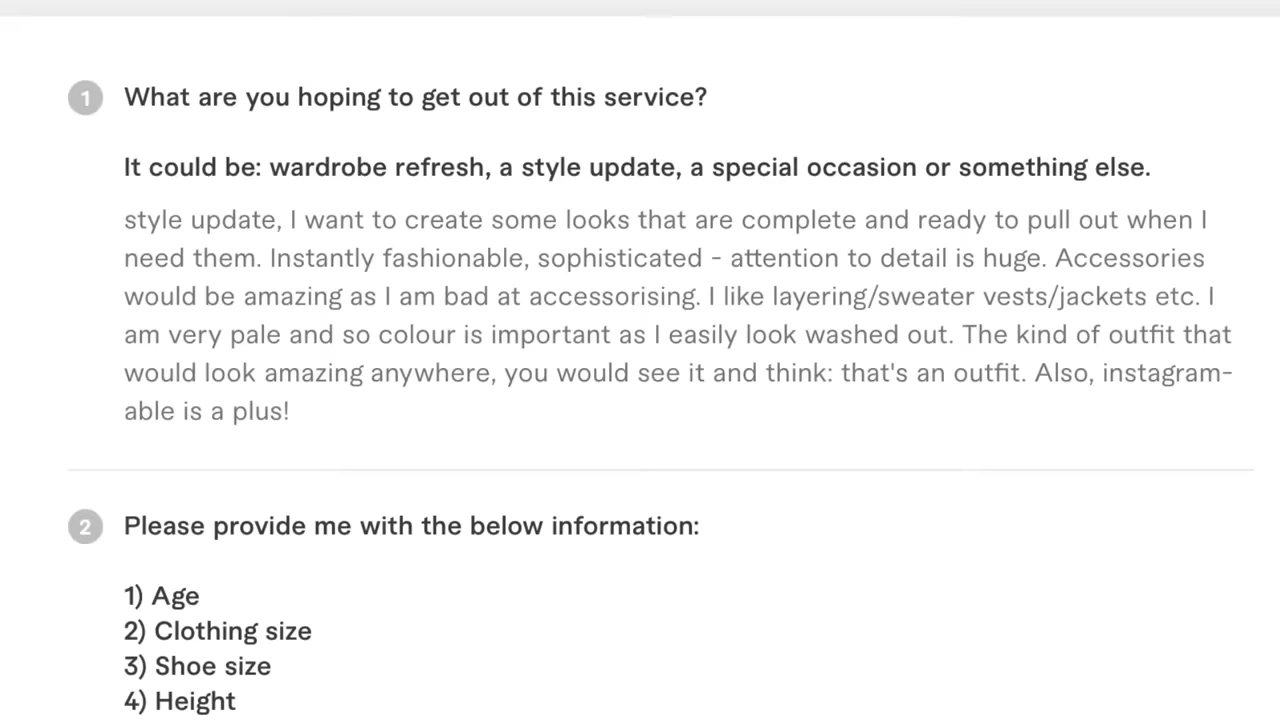 1 What are you hoping to get out of this service?
It could be: wardrobe refresh, a style update, a special occasion or something else.
style update, I want to create some looks that are complete and ready to pull out when I
need them. Instantly fashionable, sophisticated - attention to detail is huge. Accessories
would be amazing as I am bad at accessorising. I like layering/sweater vests/jackets etc. I
am very pale and so colour is important as I easily look washed out. The kind of outfit that
would look amazing anywhere, you would see it and think: that's an outfit. Also, instagram-
able is a plus!
2 Please provide me with the below information:
1) Age
2) Clothing size
3) Shoe size
4) Height